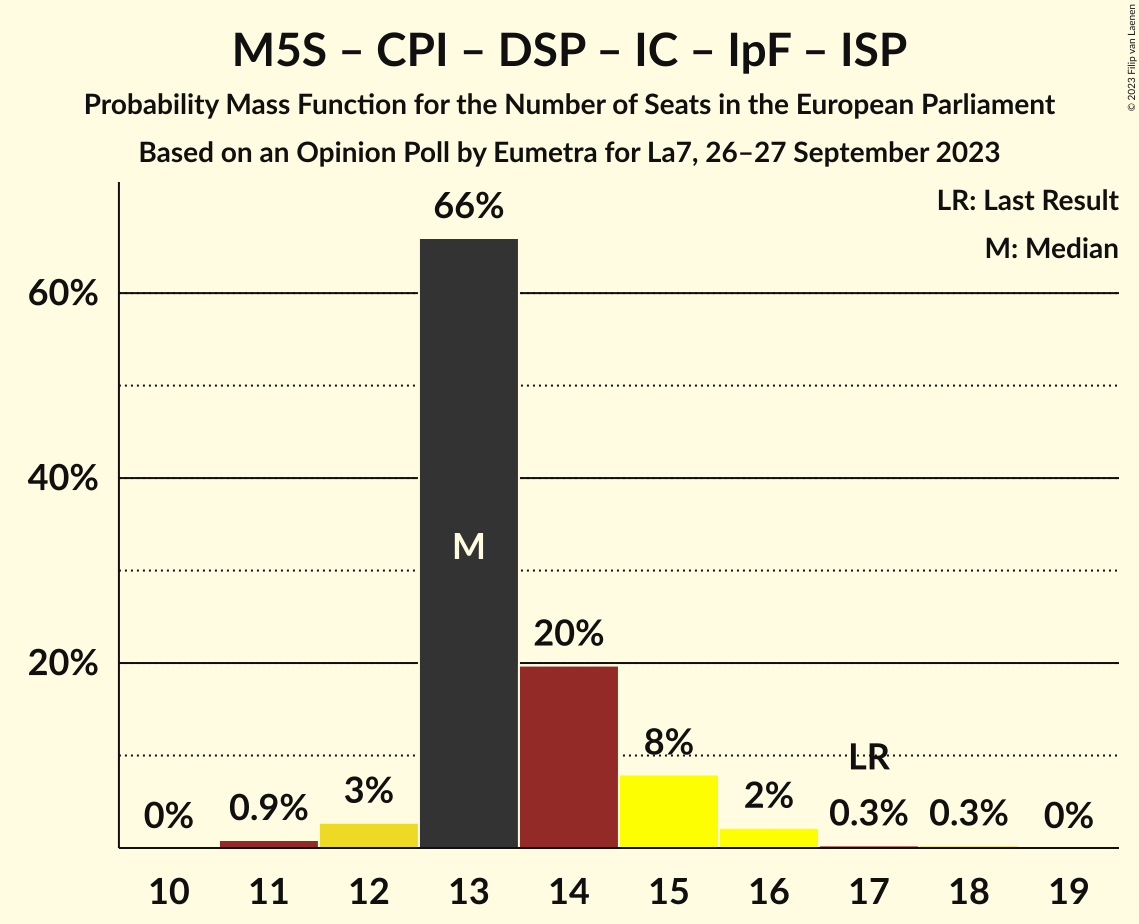 M5S – CPI – DSP – IC – IpF – ISP
Probability Mass Function for the Number of Seats in the European Parliament
Based on an Opinion Poll by Eumetra for La7, 26–27 September 2023
© 2023 Filip van Laenen
LR: Last Result
M: Median
66%
60%
40%
M
20%
20%
8%
LR
0%
0.9%
3%
2%
0.3%
0.3%
0%
10 11 12 13 14 15 16 17 18 19